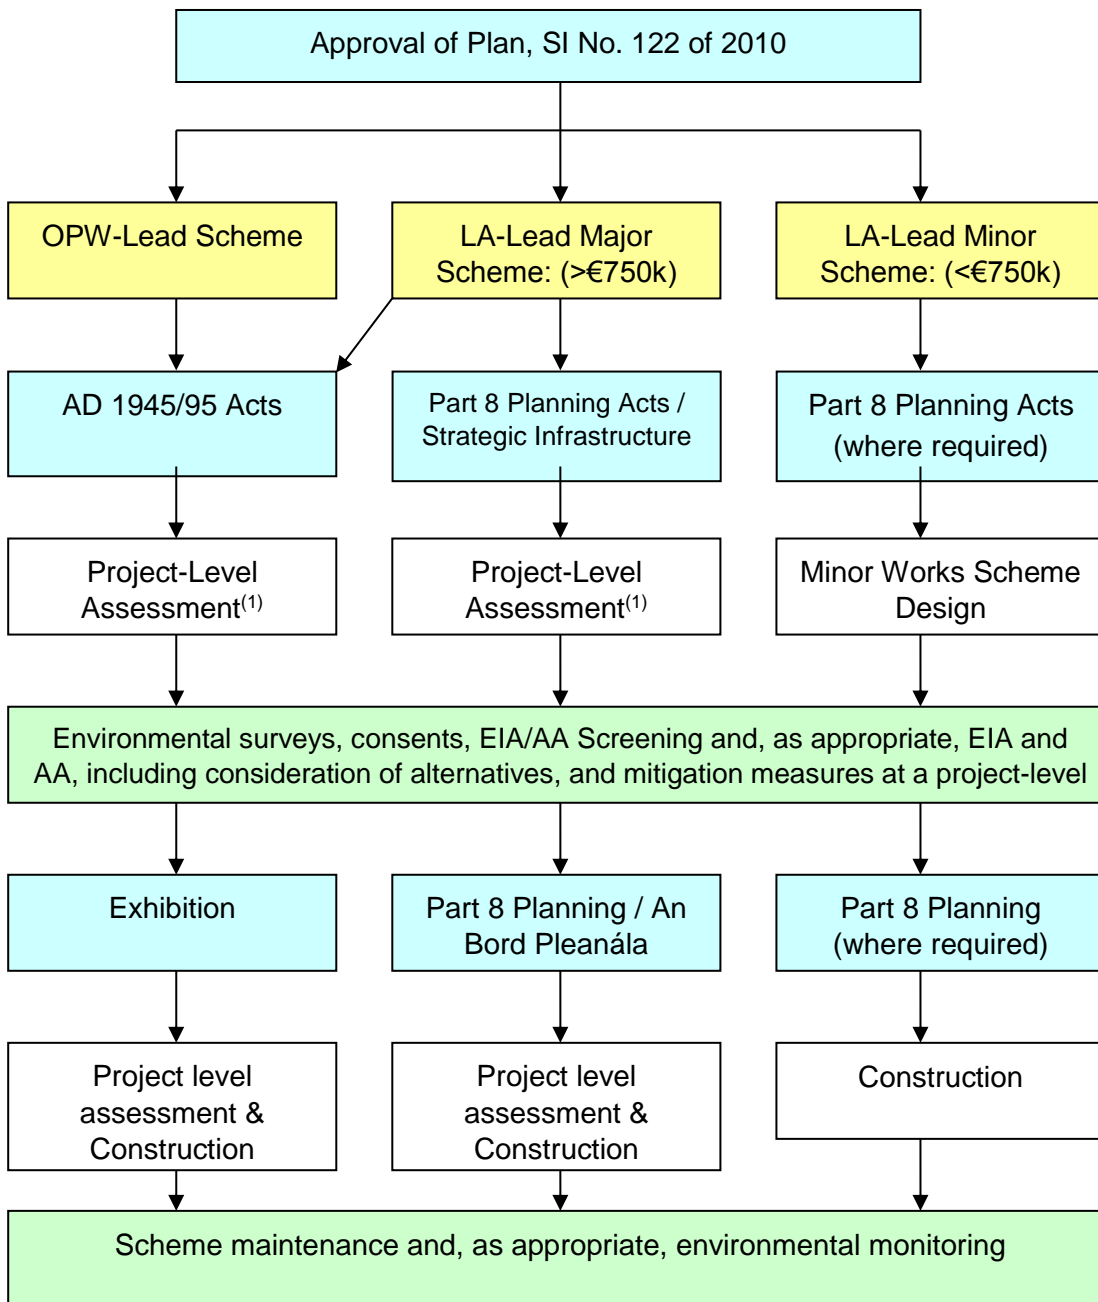 Approval of Plan, SI No. 122 of 2010
OPW-Lead Scheme
LA-Lead Major
Scheme: (>€750k)
LA-Lead Minor
Scheme: (<€750k)
AD 1945/95 Acts
Part 8 Planning Acts /
Strategic Infrastructure
Part 8 Planning Acts
(where required)
Project-Level
Assessment(1)
Project-Level
Assessment(1)
Minor Works Scheme
Design
Environmental surveys, consents, EIA/AA Screening and, as appropriate, EIA and
AA, including consideration of alternatives, and mitigation measures at a project-level
Exhibition
Part 8 Planning / An
Bord Pleanála
Part 8 Planning
(where required)
Project level
assessment &
Construction
Project level
assessment &
Construction
Construction
Scheme maintenance and, as appropriate, environmental monitoring